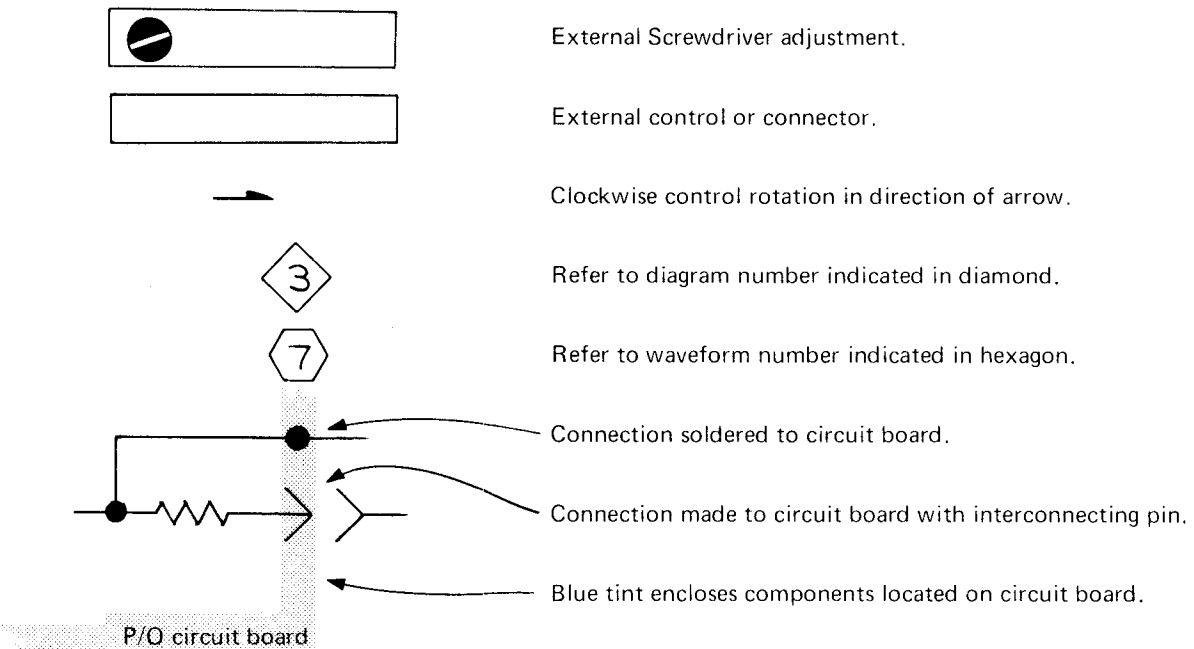 External Screwdriver adjustment.
External control or connector.
Clockwise control rotation in direction of arrow.
3
Refer to diagram number indicated in diamond.
7
Refer to waveform number indicated in hexagon.
Connection soldered to circuit board.
Connection made to circuit board with interconnecting pin.
Blue tint encloses components located on circuit board.
P/O circuit board